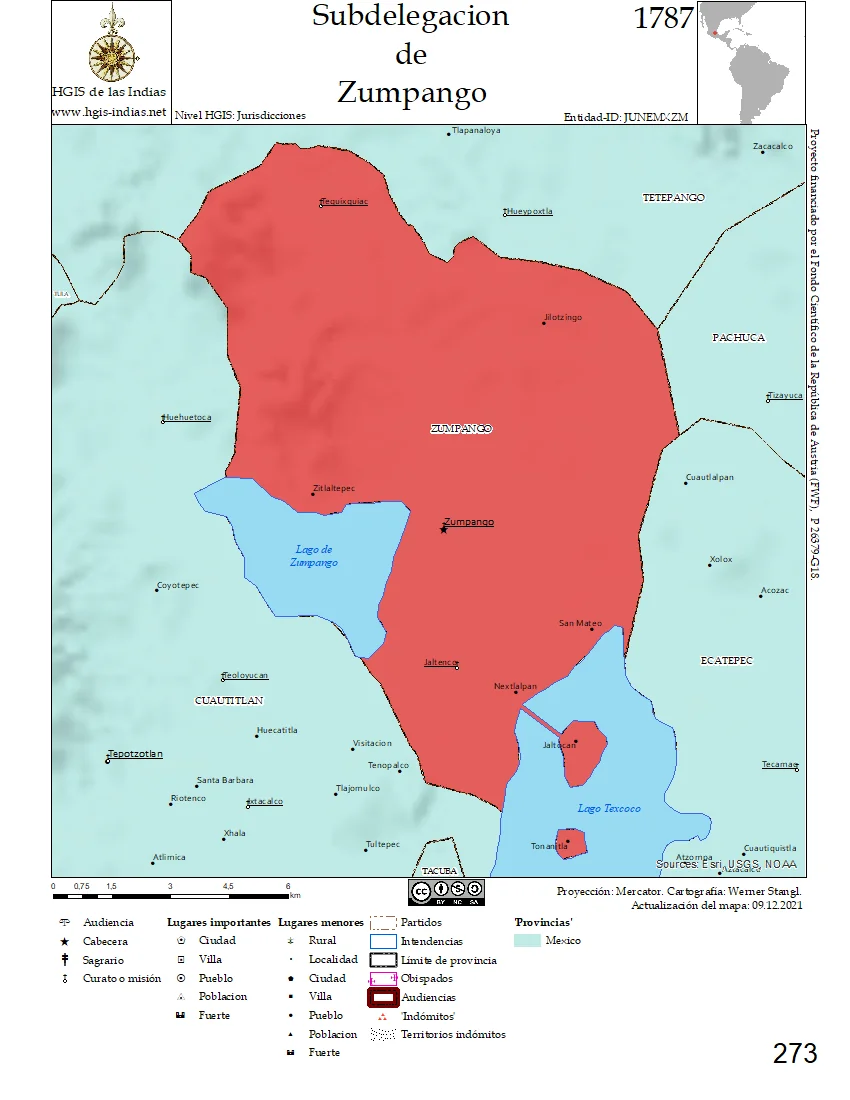 Subdelegacion
de
Zumpango
1787
HGIS de las Indias
www.hgis-indias.net
Nivel HGIS: Jurisdicciones
Entidad-ID: JUNEMXZM
Tlapanaloya
Zacacalco
TETEPANGO
Tequixquiac
Hueypoxtla
Jilotzingo
PACHUCA
Tizayuca
Huehuetoca
ZUMPANGO
Cuautlalpan
Zitlaltepec
Zumpango
Lago de
Zumpango
Xolox
Coyotepec
Acozac
San Mateo
ECATEPEC
Jaltenco
Teoloyucan
Nextlalpan
CUAUTITLAN
Huecatitla
Visitacion
Jaltocan
Tepotzotlan
Tenopalco
Tecamac
Santa Barbara
Tlajomulco
Riotenco
Ixtacalco
Lago Texcoco
Xhala
Tultepec
Tonanitla
Cuautiquistla
Atlimica
Atzompa
Sources: Esri, USGS, NOAA
Aztacalco
TACUBA
Proyecto financiado por el Fondo Científico de la República de Austria (FWF), P 26379-G18.
0 0,75 1,5 3 4,5 6
km
CC BY NC SA
Proyección: Mercator. Cartografía: Werner Stangl.
Actualización del mapa: 09.12.2021
Audiencia
Cabecera
Sagrario
Curato o misión
Lugares importantes
Ciudad
Villa
Pueblo
Poblacion
Fuerte
Lugares menores
Rural
Localidad
Ciudad
Villa
Pueblo
Poblacion
Fuerte
Partidos
Intendencias
Límite de provincia
Obispados
Audiencias
'Indómitos'
Territorios indómitos
'Provincias'
Mexico
273